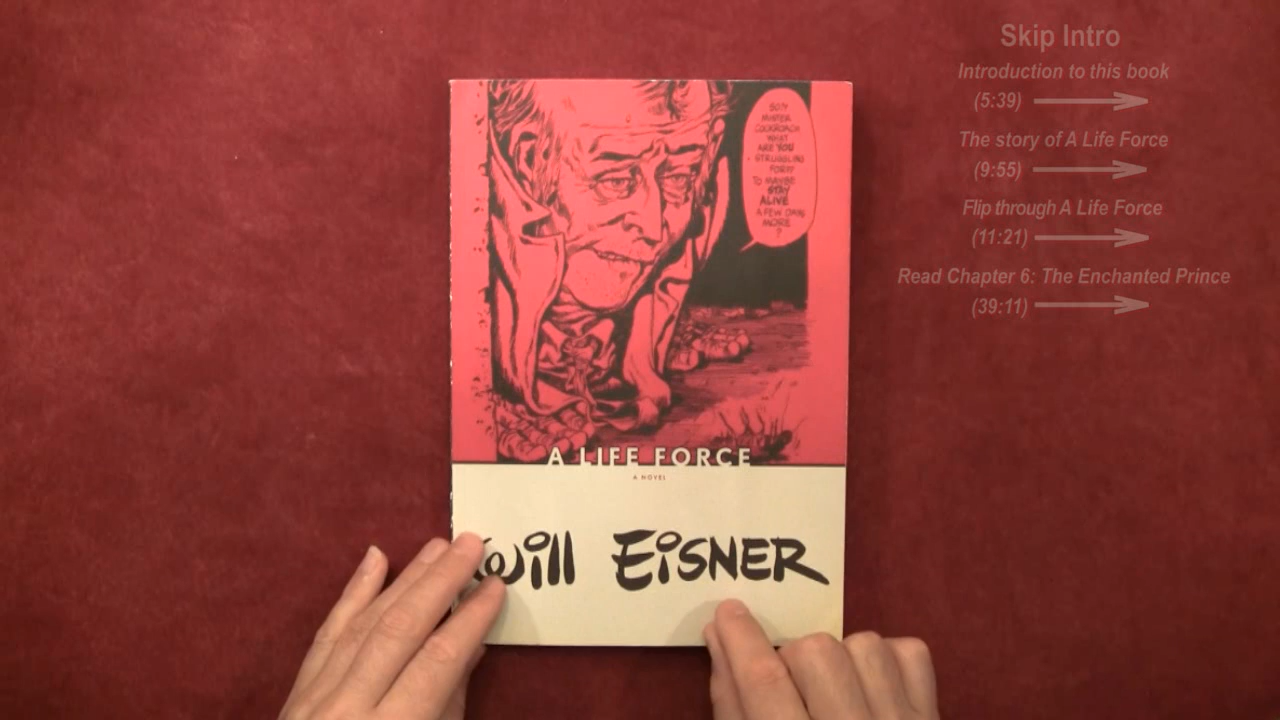 SO!!
MISTER
COCKROACH
WHAT
ARE YOU
STRUGGLING
FOR??
TO MAYBE
STAY
ALIVE
A FEW DAYS
MORE
?
A LIFE FORCE
A NOVEL
Will EISNER
Skip Intro
Introduction to this book
(5:39)
The story of A Life Force
(9:55)
Flip through A Life Force
(11:21)
Read Chapter 6: The Enchanted Prince
(39:11)